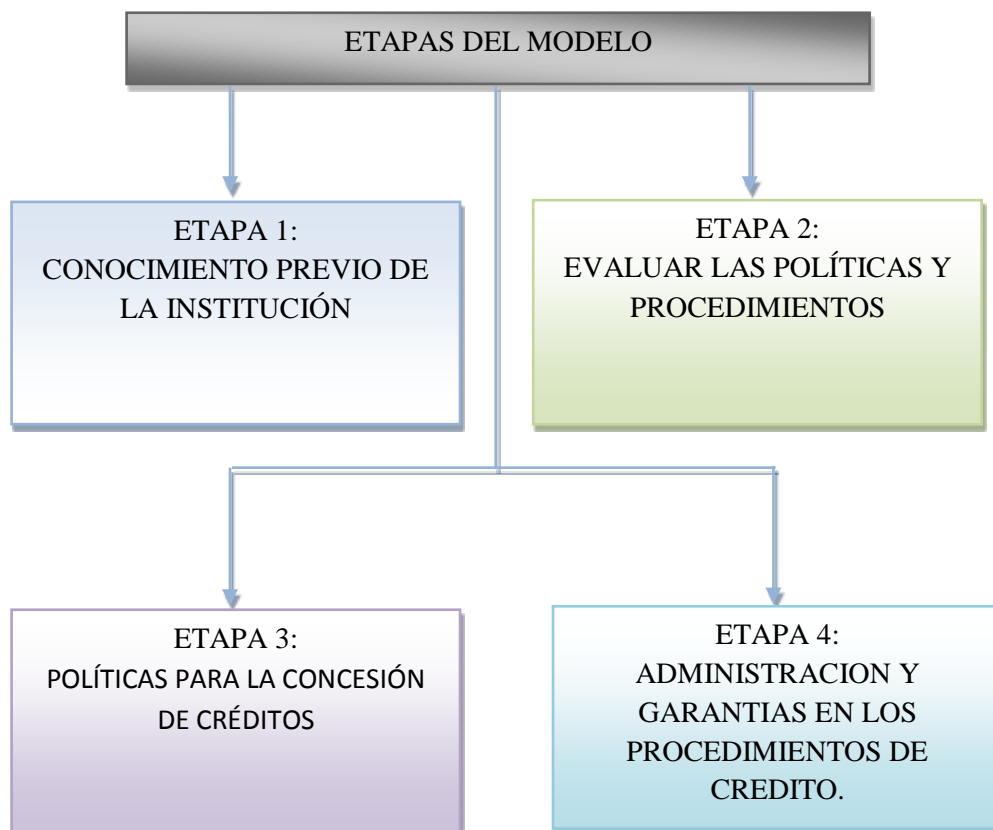 ETAPAS DEL MODELO
ETAPA 1:
CONOCIMIENTO PREVIO DE
LA INSTITUCIÓN
ETAPA 2:
EVALUAR LAS POLÍTICAS Y
PROCEDIMIENTOS
ETAPA 3:
POLÍTICAS PARA LA CONCESIÓN
DE CRÉDITOS
ETAPA 4:
ADMINISTRACION Y
GARANTIAS EN LOS
PROCEDIMIENTOS DE
CREDITO.